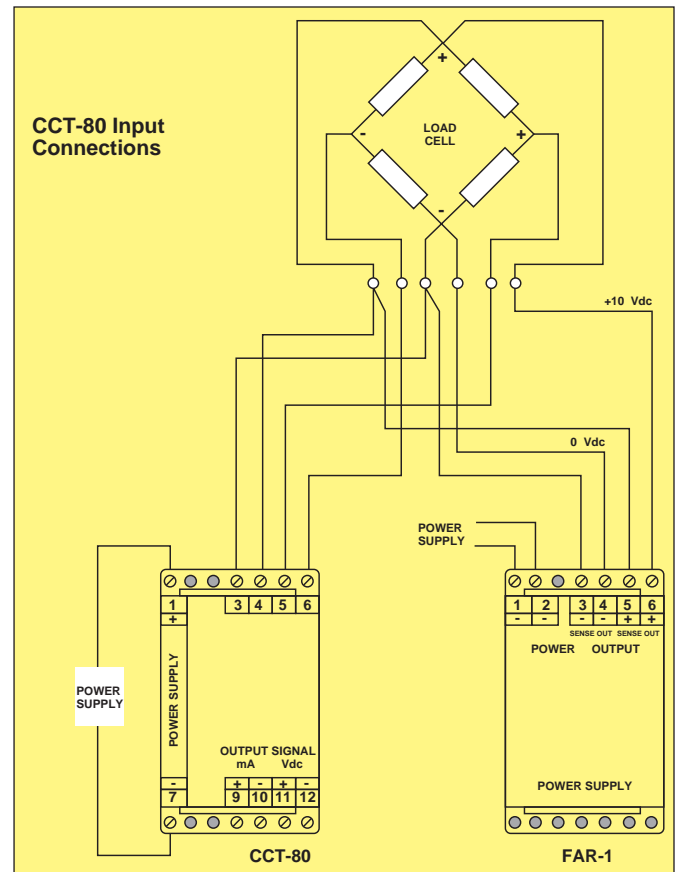 +
CCT-80 Input
Connections
LOAD
CELL
-
+
-
+10 Vdc
0 Vdc
POWER
SUPPLY
1 3 4 5 6
+
POWER SUPPLY
POWER
SUPPLY
OUTPUT SIGNAL
mA Vdc
- + - + -
7 9 10 11 12
CCT-80
1 2 3 4 5 6
- - - - + +
SENSE OUT SENSE OUT
POWER OUTPUT
POWER SUPPLY
FAR-1